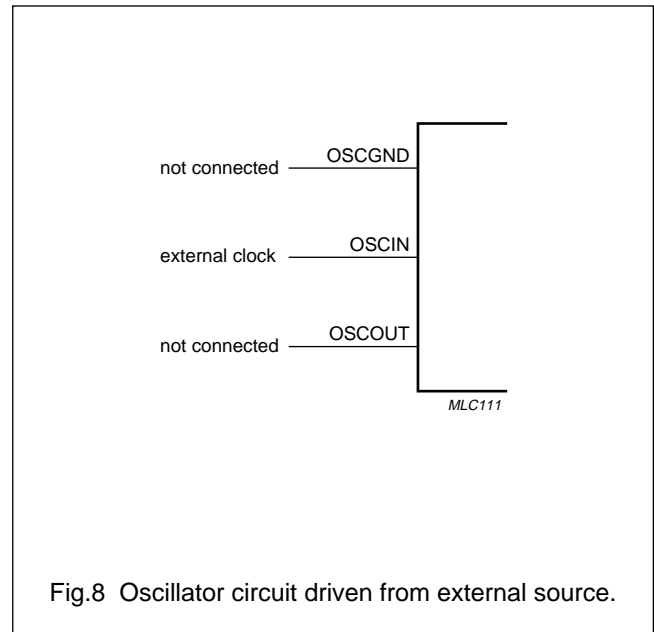 not connected OSCGND
external clock OSCIN
not connected OSCOUT
MLC111
Fig.8 Oscillator circuit driven from external source.